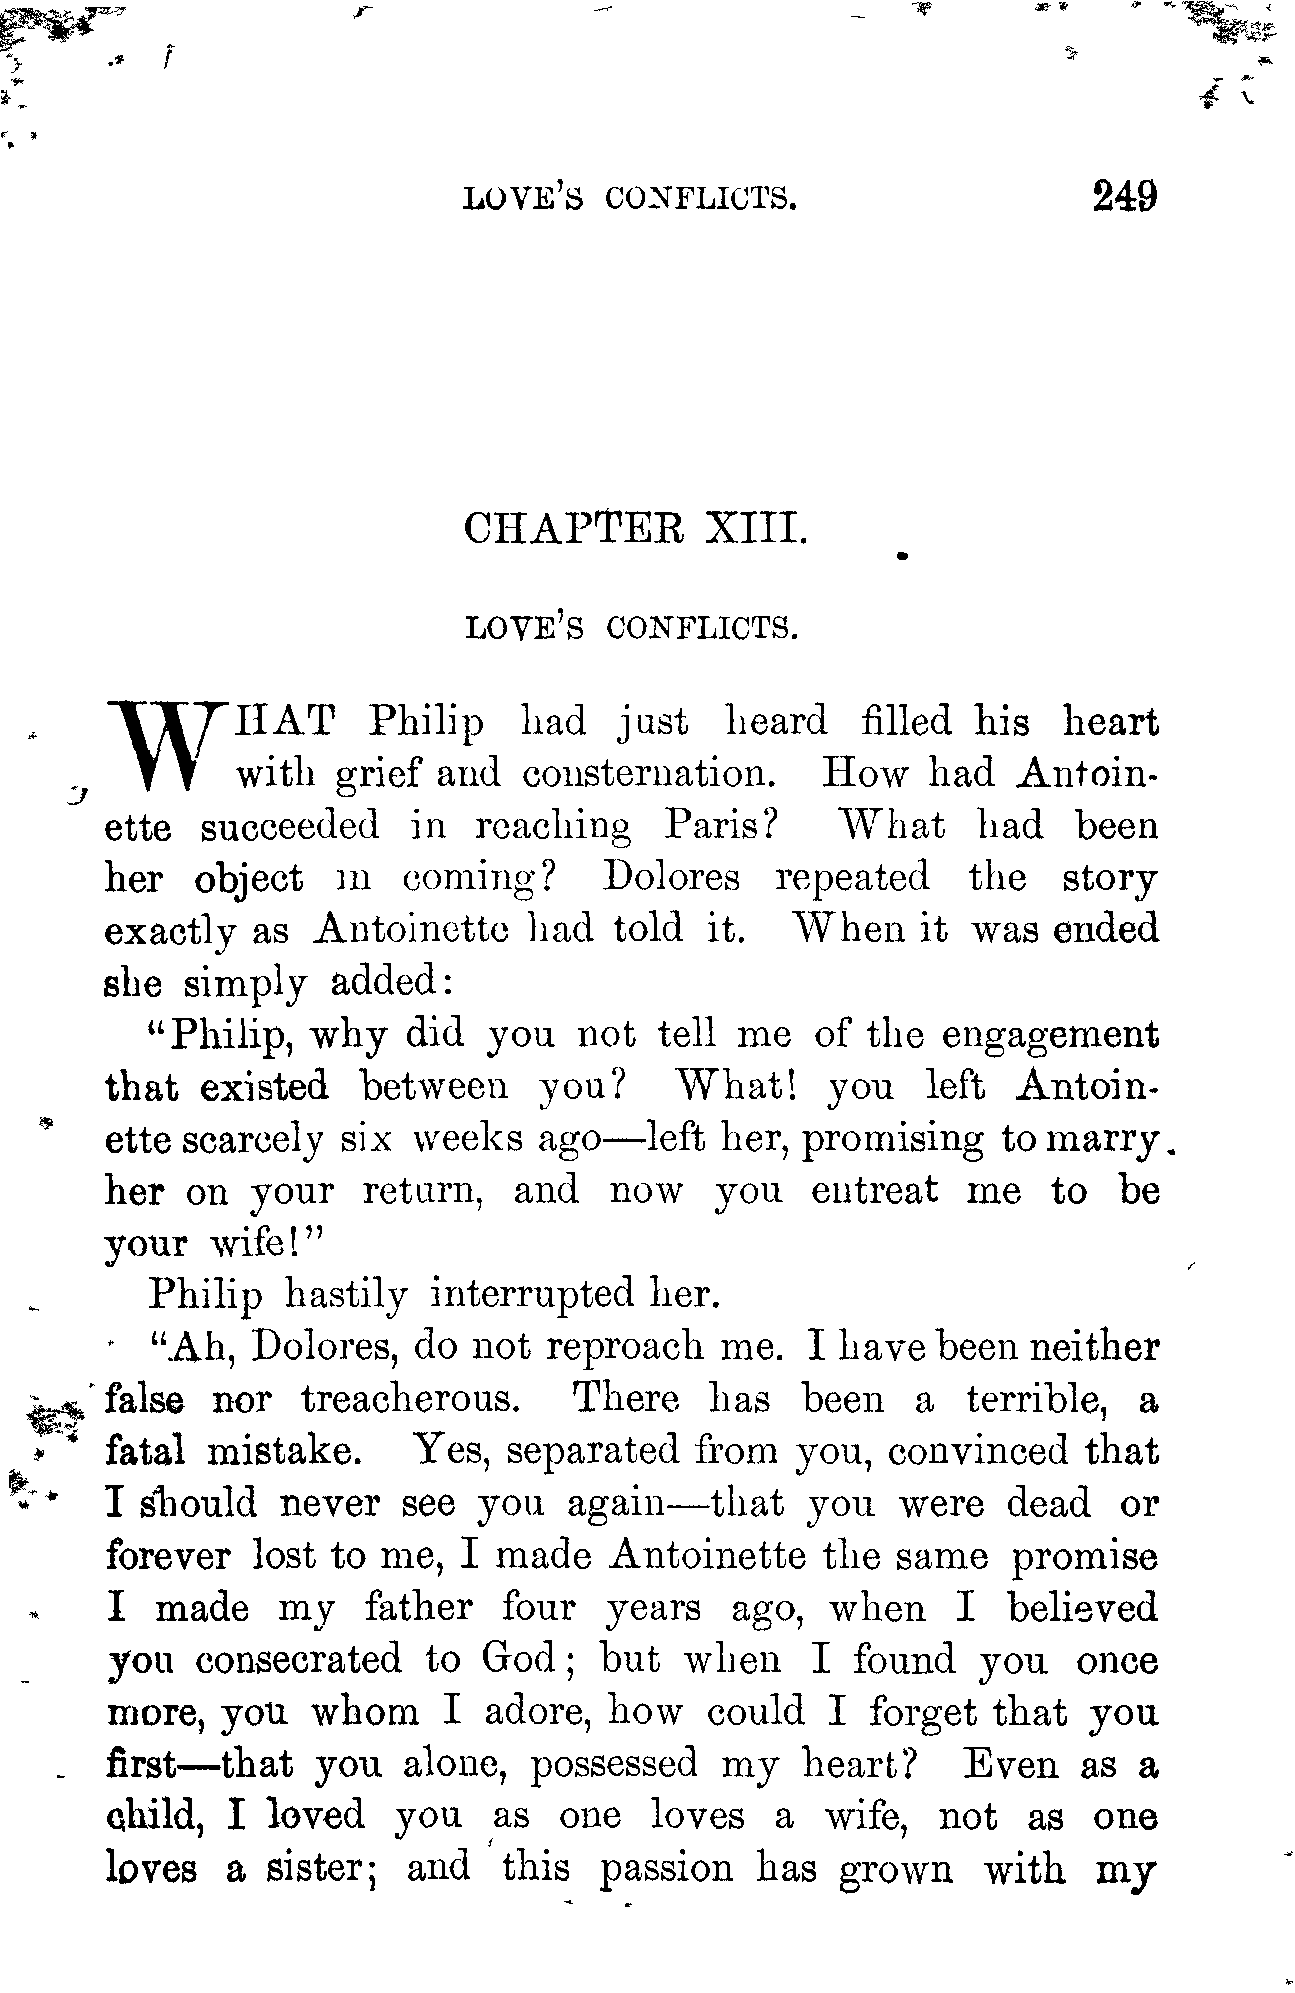 LOVE'S CONFLICTS. 249
CHAPTER XIII.
LOVE'S CONFLICTS.
WHAT Philip had just heard filled his heart
with grief and consternation. How had Antoin-
ette succeeded in reaching Paris? What had been
her object in coming? Dolores repeated the story
exactly as Antoinette had told it. When it was ended
she simply added:
"Philip, why did you not tell me of the engagement
that existed between you? What! you left Antoin-
ette scarcely six weeks ago—left her, promising to marry
her on your return, and now you entreat me to be
your wife!"
Philip hastily interrupted her.
"Ah, Dolores, do not reproach me. I have been neither
false nor treacherous. There has been a terrible, a
fatal mistake. Yes, separated from you, convinced that
I should never see you again—that you were dead or
forever lost to me, I made Antoinette the same promise
I made my father four years ago, when I believed
you consecrated to God; but when I found you once
more, you whom I adore, how could I forget that you
first—that you alone, possessed my heart? Even as a
child, I loved you as one loves a wife, not as one
loves a sister; and this passion has grown with my